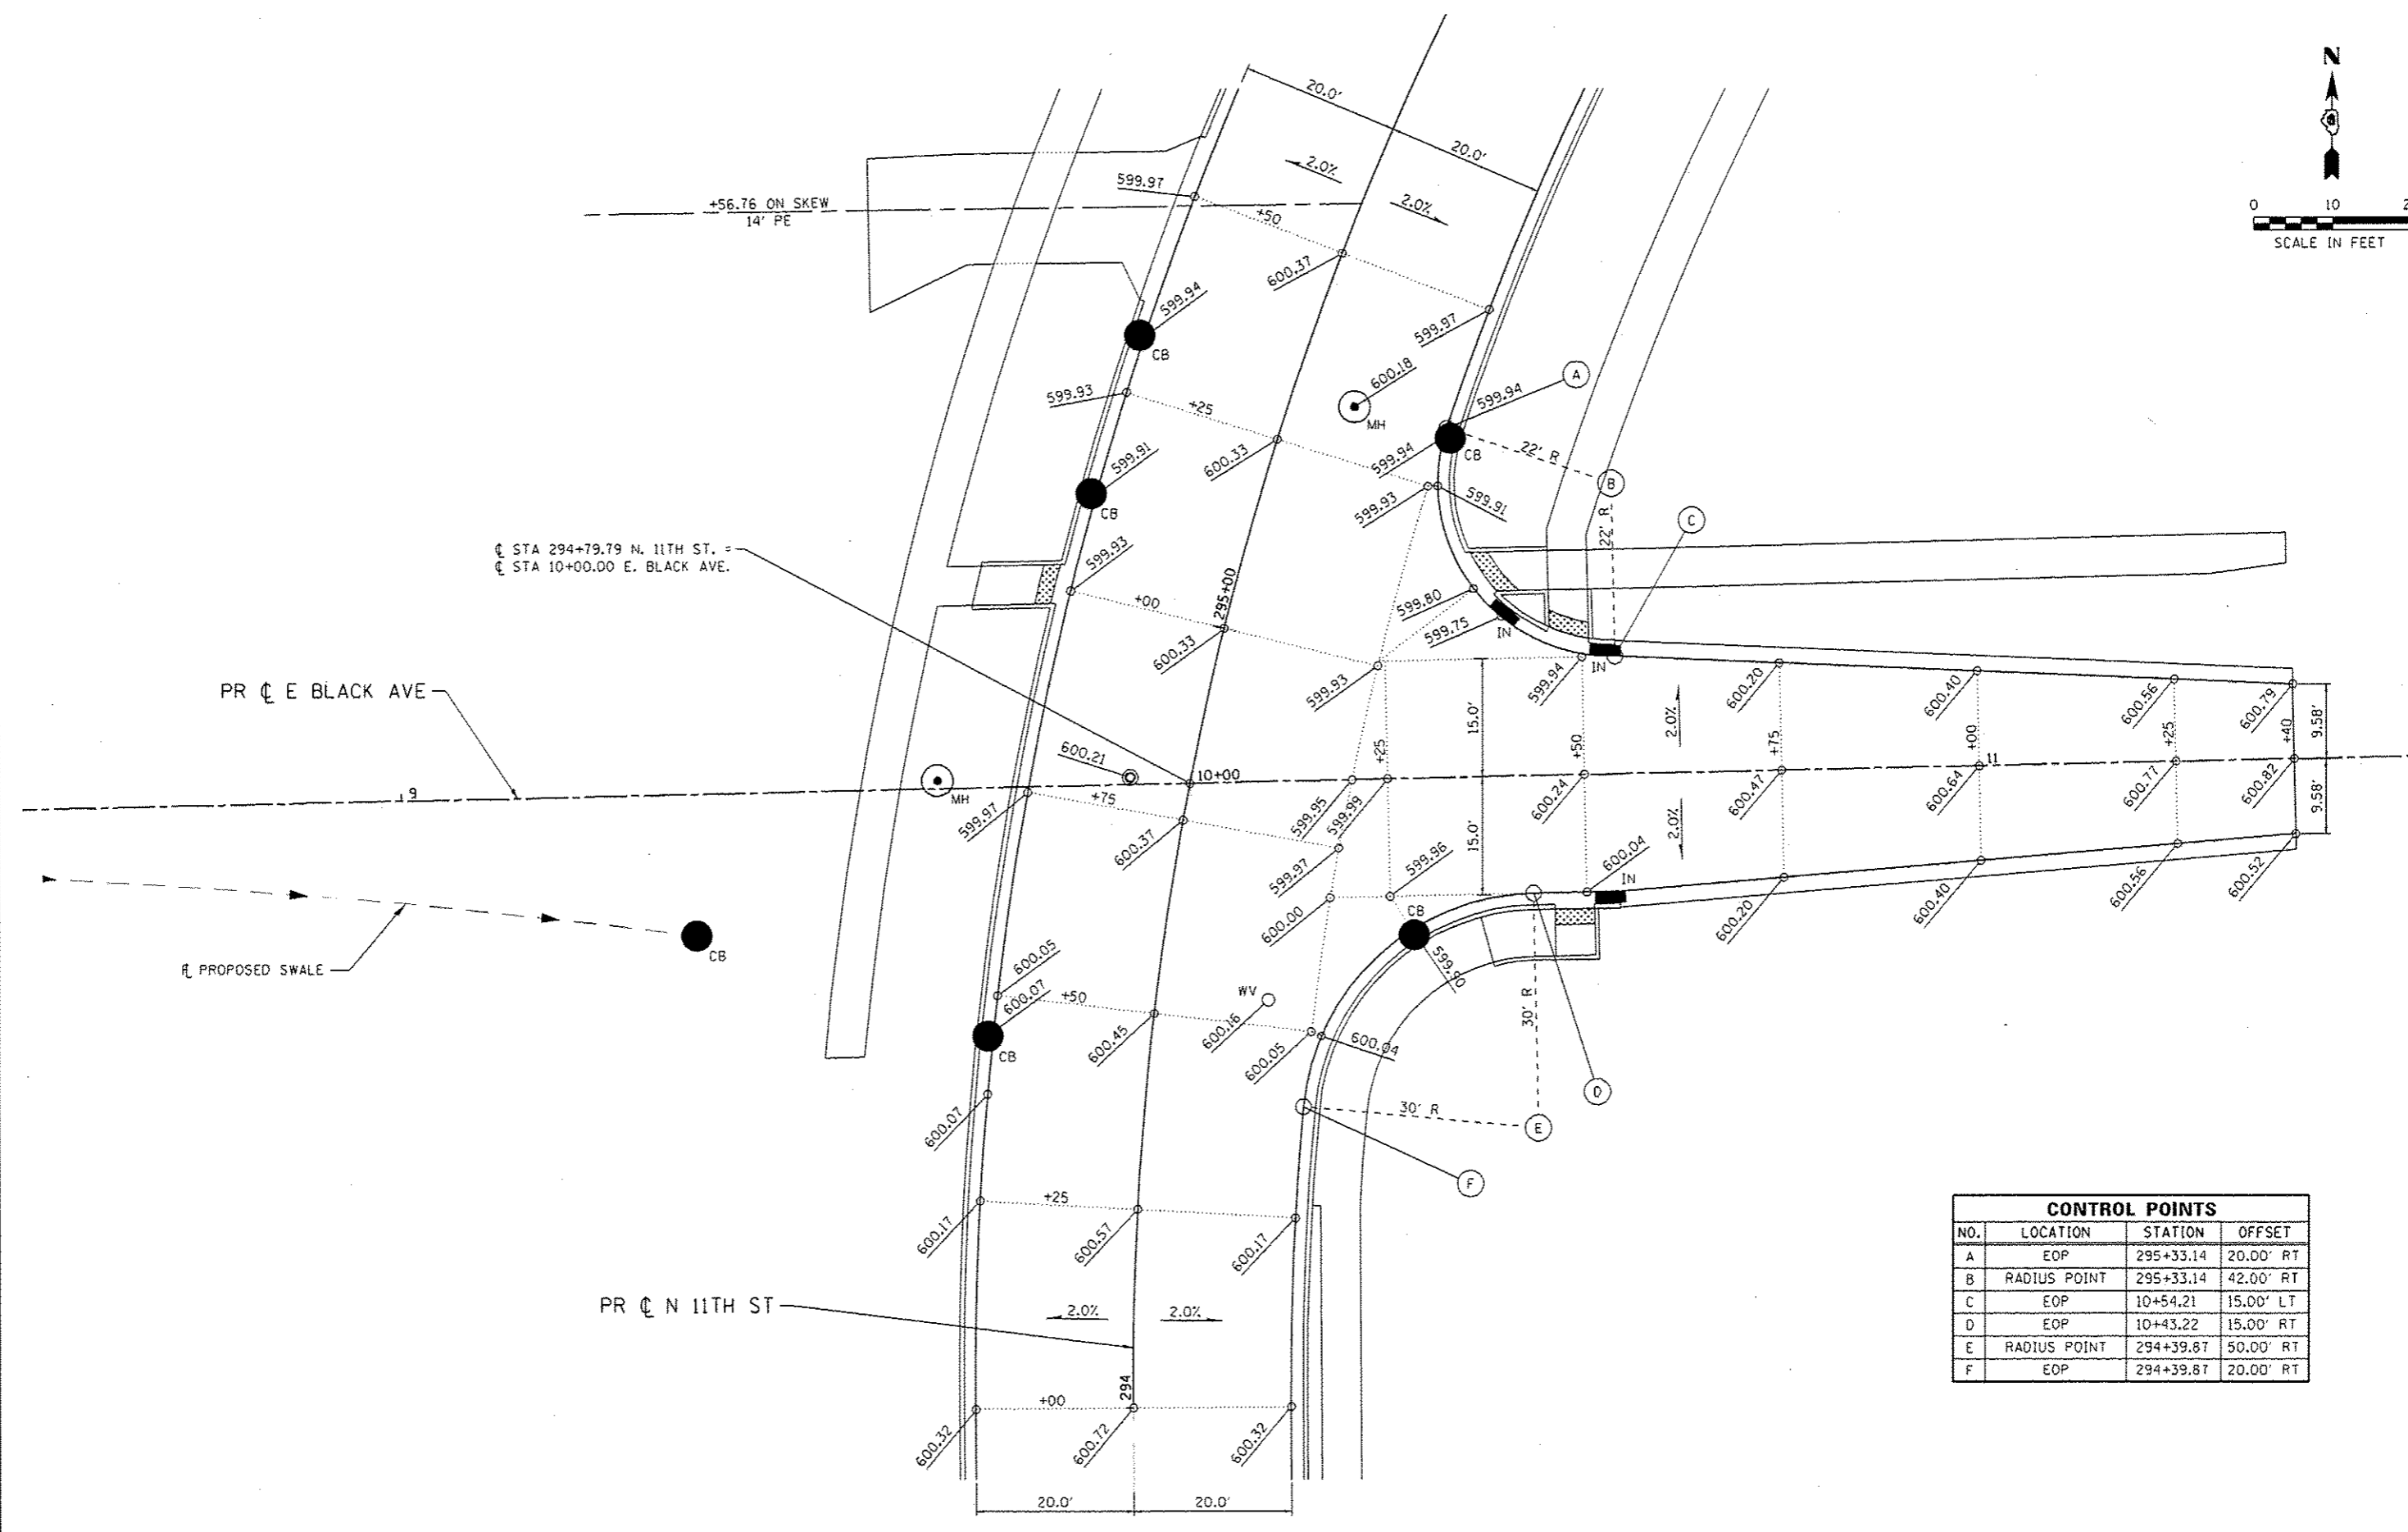 N
0 10 2
SCALE IN FEET
20.0'
20.0'
2.0%
2.0%
599.97
+50
+56.76 ON SKEW
14' PE
600.37
599.97
599.94
CB
600.18
MH
599.94
A
599.93
+25
600.33
599.94
CB
22' R
B
599.91
CB
599.93
599.91
22' R
C
℄ STA 294+79.79 N. 11TH ST. =
℄ STA 10+00.00 E. BLACK AVE.
599.93
+00
295+00
600.33
599.80
599.75
IN
599.93
599.94
IN
600.20
600.40
600.56
600.79
PR ℄ E BLACK AVE
15.0'
2.0%
+25
+50
+75
+00
+25
+40
9.58'
9
MH
600.21
10+00
11
599.97
+75
600.37
599.95
599.99
600.24
600.47
600.64
600.77
600.82
9.58'
15.0'
2.0%
599.97
599.96
600.04
IN
600.20
600.40
600.56
600.52
600.00
CB
599.90
CB
P̲L PROPOSED SWALE
600.05
600.07
CB
+50
600.45
WV
600.16
600.05
600.04
30' R
D
600.07
30' R
E
F
600.17
+25
600.57
600.17
PR ℄ N 11TH ST
2.0%
2.0%
294
600.32
+00
600.72
600.32
20.0'
20.0'
CONTROL POINTS
NO. LOCATION STATION OFFSET
A EOP 295+33.14 20.00' RT
B RADIUS POINT 295+33.14 42.00' RT
C EOP 10+54.21 15.00' LT
D EOP 10+43.22 15.00' RT
E RADIUS POINT 294+39.87 50.00' RT
F EOP 294+39.87 20.00' RT